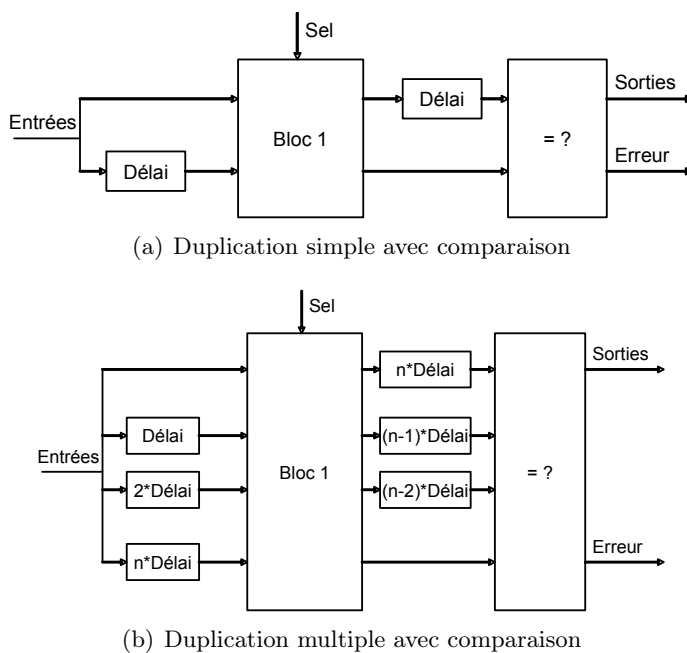 Sel
Entrées
Délai
Bloc 1
Délai
= ?
Sorties
Erreur
(a) Duplication simple avec comparaison
Sel
Entrées
Délai
2*Délai
n*Délai
Bloc 1
n*Délai
(n-1)*Délai
(n-2)*Délai
= ?
Sorties
Erreur
(b) Duplication multiple avec comparaison